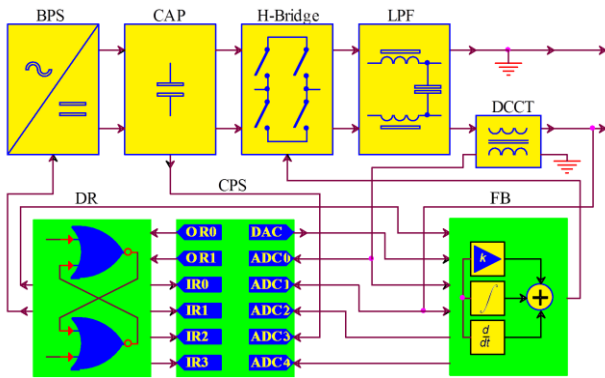 BPS CAP H-Bridge LPF
DCCT
DR CPS FB
OR0 DAC
OR1 ADC0
IR0 ADC1
IR1 ADC2
IR2 ADC3
IR3 ADC4
k
∫
d/dt
+